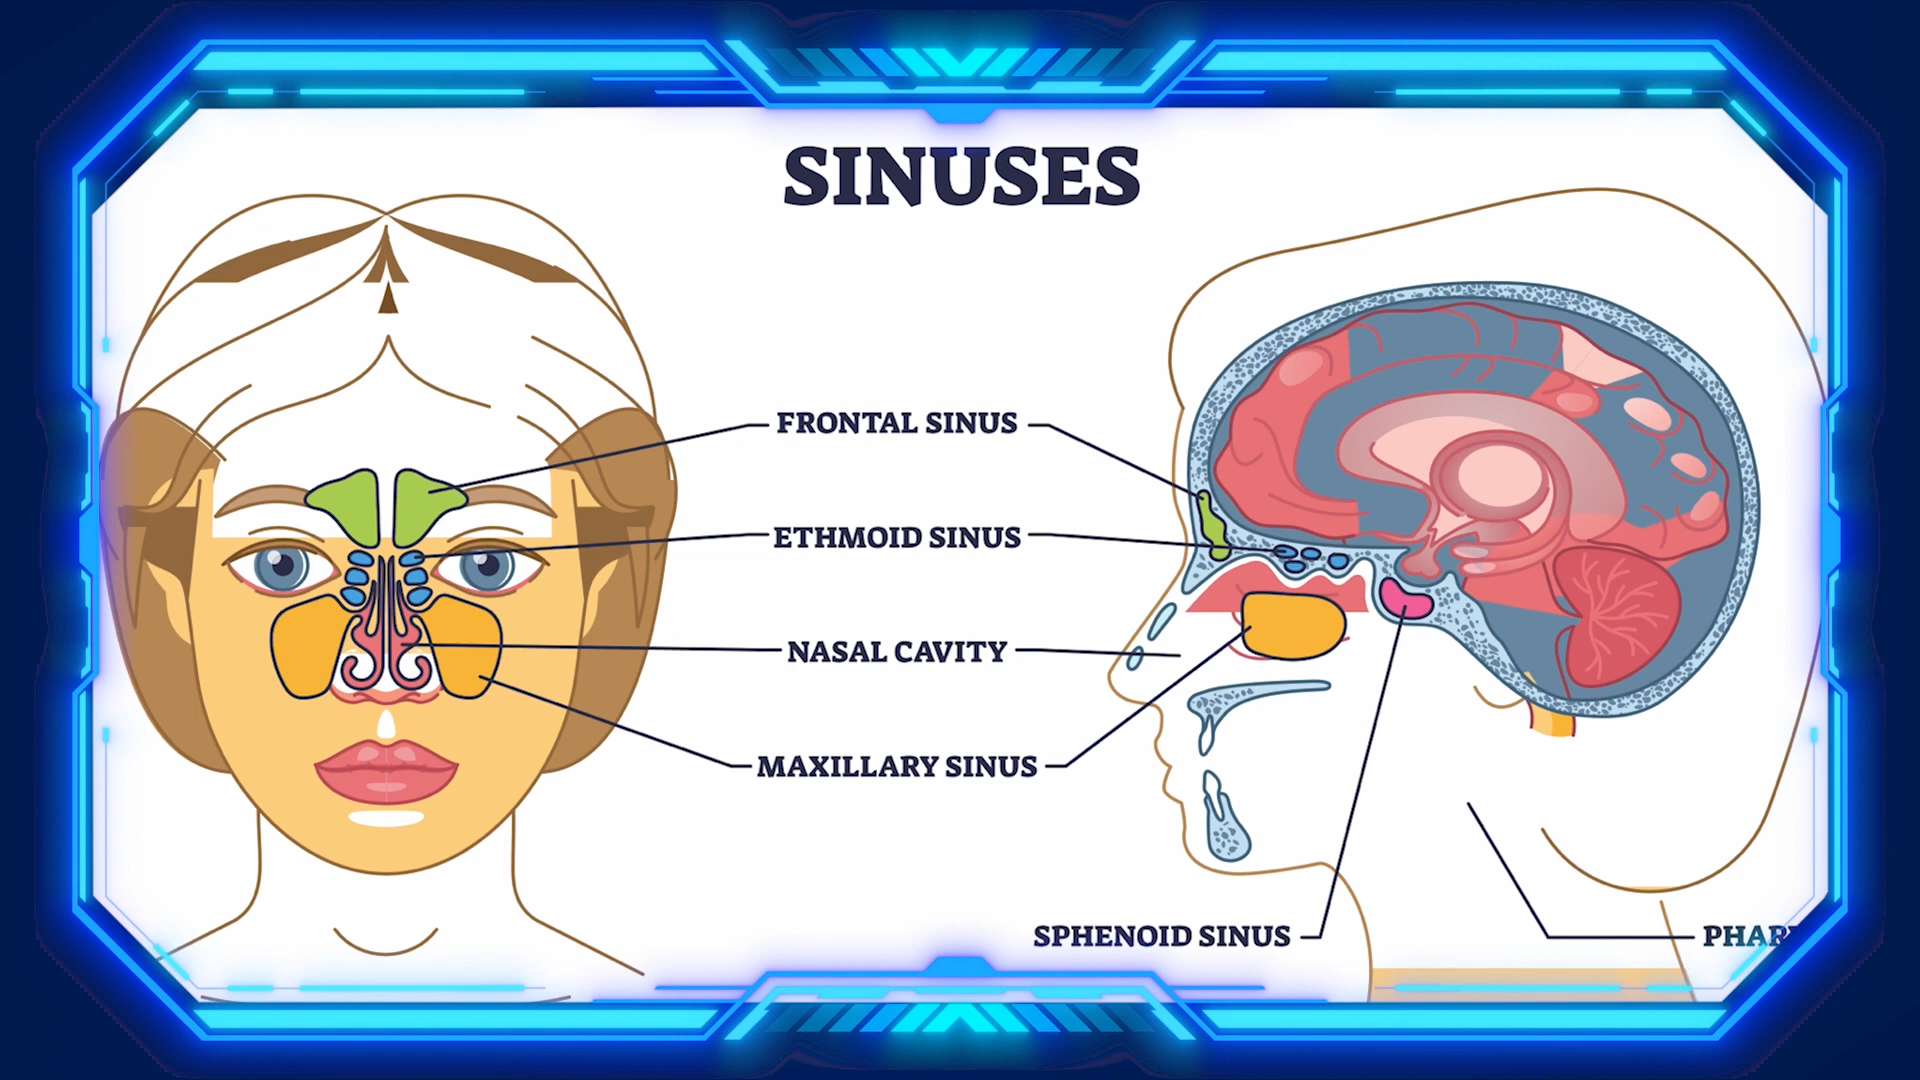 SINUSES
FRONTAL SINUS
ETHMOID SINUS
NASAL CAVITY
MAXILLARY SINUS
SPHENOID SINUS